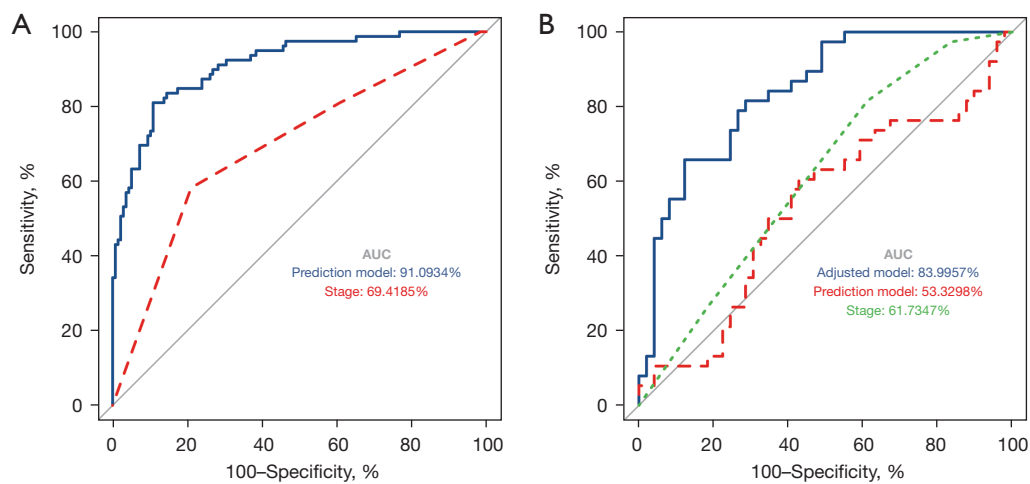 A
100
80
60
40
20
0
Sensitivity, %
AUC
Prediction model: 91.0934%
Stage: 69.4185%
0 20 40 60 80 100
100–Specificity, %
B
100
80
60
40
20
0
Sensitivity, %
AUC
Adjusted model: 83.9957%
Prediction model: 53.3298%
Stage: 61.7347%
0 20 40 60 80 100
100–Specificity, %